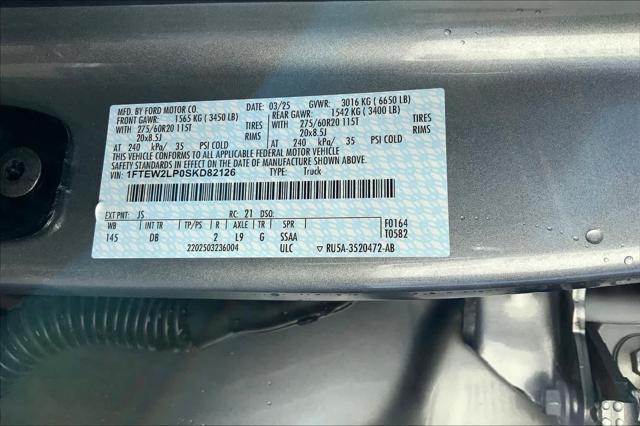 MFD. BY FORD MOTOR CO.
03/25 GVWR: 3016 KG ( 6650 LB)
FRONT GAWR: 1565 KG ( 3450 LB)
REAR GAWR: 1542 KG ( 3400 LB)
WITH 275/60R20 115T TIRES
WITH 275/60R20 115T TIRES
20x8.5J RIMS
20x8.5J RIMS
AT 240 kPa/ 35 PSI COLD
AT 240 kPa/ 35 PSI COLD
THIS VEHICLE CONFORMS TO ALL APPLICABLE FEDERAL MOTOR VEHICLE
SAFETY STANDARDS IN EFFECT ON THE DATE OF MANUFACTURE SHOWN ABOVE.
VIN: 1FTEW2LP0SKD82126 TYPE: Truck
EXT PNT: JS RC: 21 DSO:
WB INT TR TP/PS R AXLE TR SPR F0164
145 DB 2 L9 G SSAA T0582
2202503236004 ULC ▽ RU5A-3520472-AB